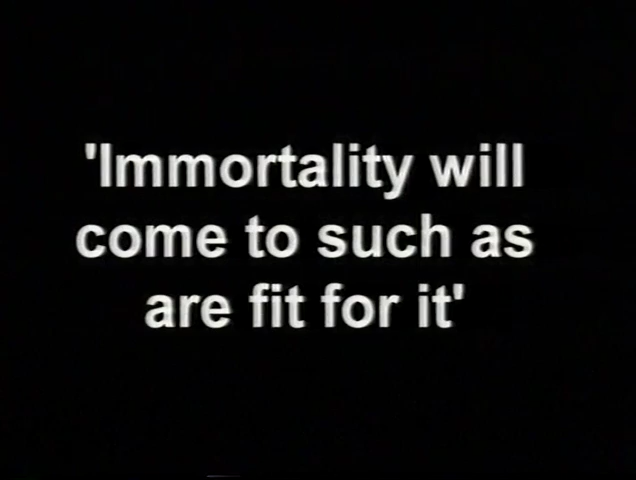 'Immortality will
come to such as
are fit for it'